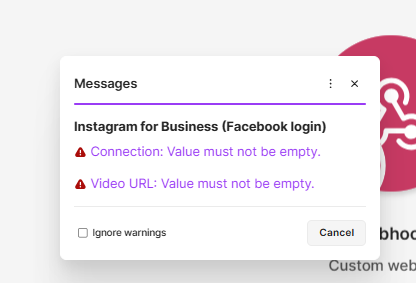 Messages
Instagram for Business (Facebook login)
Connection: Value must not be empty.
Video URL: Value must not be empty.
Ignore warnings
Cancel
Custom web